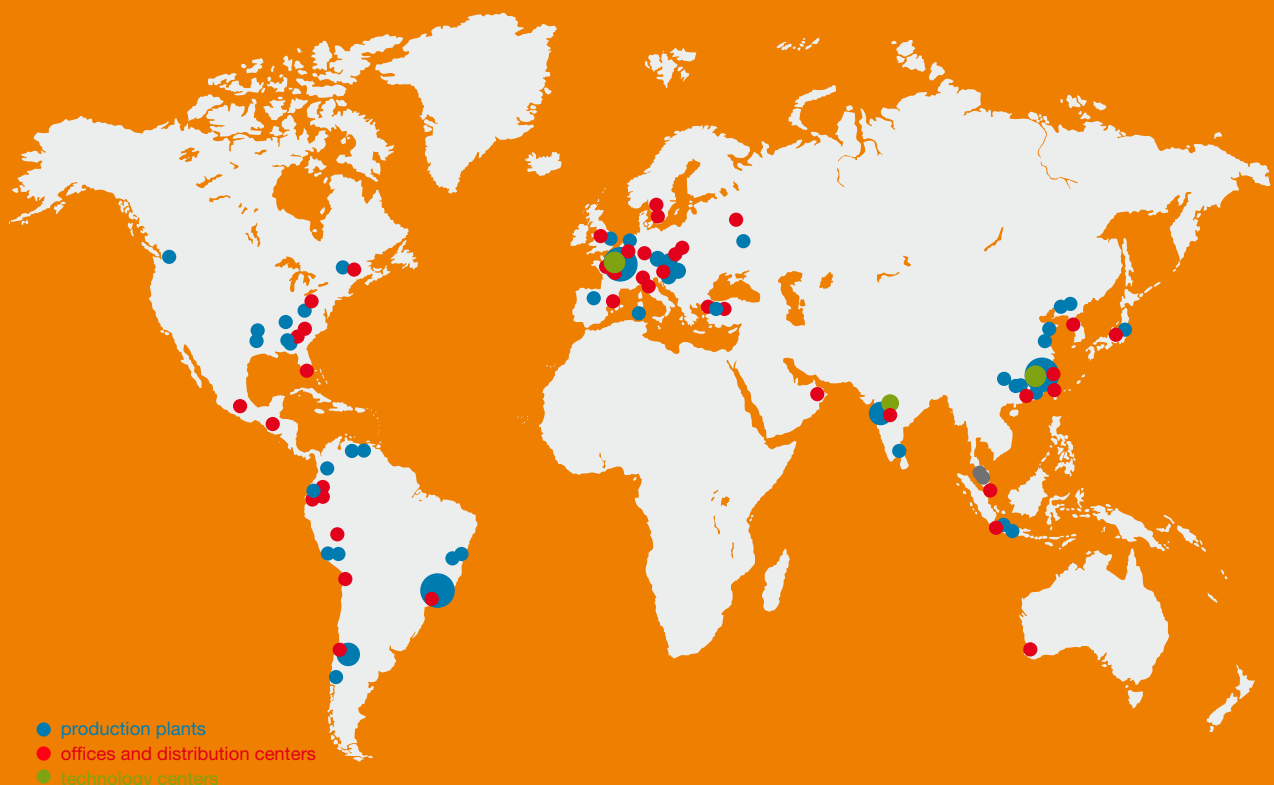 production plants
offices and distribution centers
technology centers